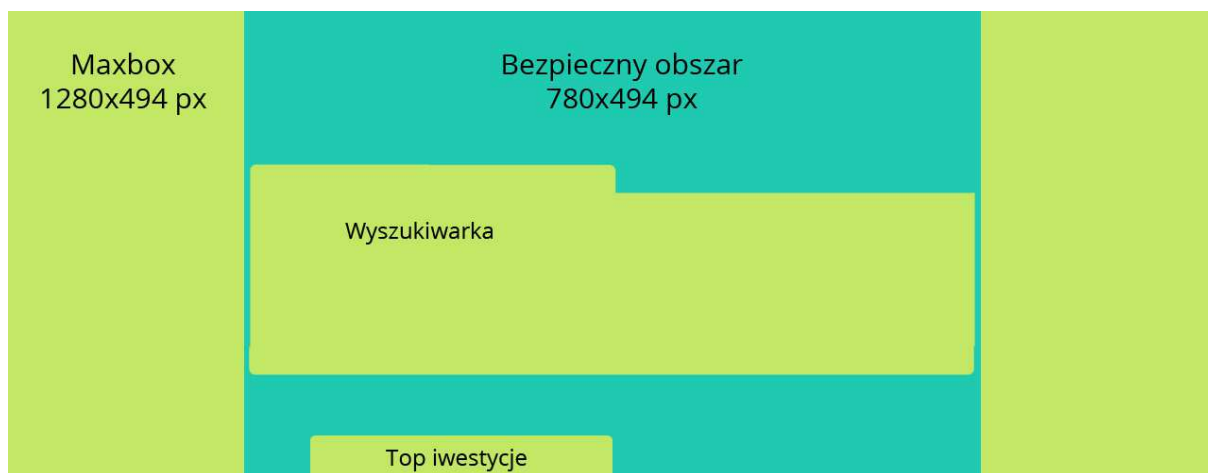 Maxbox
1280x494 px
Bezpieczny obszar
780x494 px
Wyszukiwarka
Top iwestycje